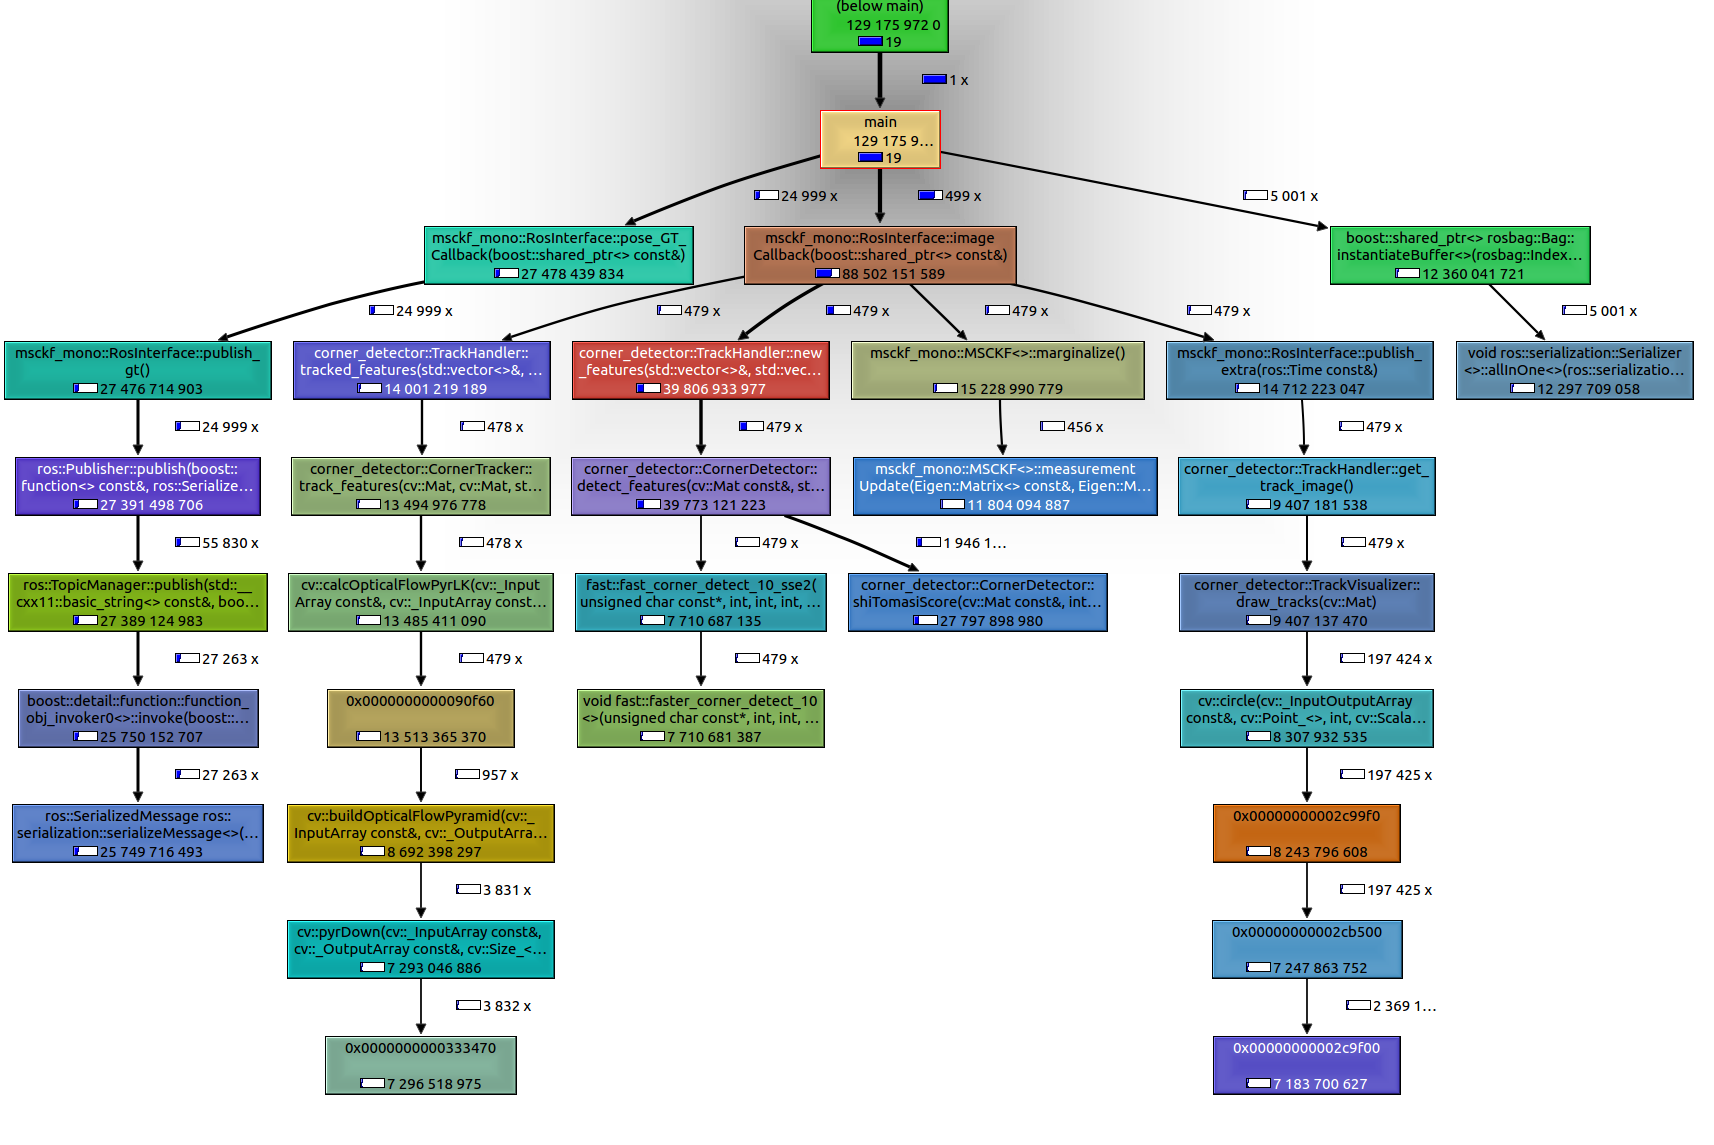 (below main)
129 175 972 0
19
1 x
main
129 175 9...
19
24 999 x
499 x
5 001 x
msckf_mono::RosInterface::pose_GT_
Callback(boost::shared_ptr<> const&)
27 478 439 834
msckf_mono::RosInterface::image
Callback(boost::shared_ptr<> const&)
88 502 151 589
boost::shared_ptr<> rosbag::Bag::
instantiateBuffer<>(rosbag::Index...
12 360 041 721
24 999 x
479 x
479 x
479 x
479 x
5 001 x
msckf_mono::RosInterface::publish_
gt()
27 476 714 903
corner_detector::TrackHandler::
tracked_features(std::vector<>&, ...
14 001 219 189
corner_detector::TrackHandler::new
_features(std::vector<>&, std::vec...
39 806 933 977
msckf_mono::MSCKF<>::marginalize()
15 228 990 779
msckf_mono::RosInterface::publish_
extra(ros::Time const&)
14 712 223 047
void ros::serialization::Serializer
<>::allInOne<>(ros::serializatio...
12 297 709 058
24 999 x
478 x
479 x
456 x
479 x
ros::Publisher::publish(boost::
function<> const&, ros::Serialize...
27 391 498 706
corner_detector::CornerTracker::
track_features(cv::Mat, cv::Mat, st...
13 494 976 778
corner_detector::CornerDetector::
detect_features(cv::Mat const&, st...
39 773 121 223
msckf_mono::MSCKF<>::measurement
Update(Eigen::Matrix<> const&, Eigen::M...
11 804 094 887
corner_detector::TrackHandler::get_
track_image()
9 407 181 538
55 830 x
478 x
479 x
1 946 1...
479 x
ros::TopicManager::publish(std::__
cxx11::basic_string<> const&, boo...
27 389 124 983
cv::calcOpticalFlowPyrLK(cv::_Input
Array const&, cv::_InputArray const...
13 485 411 090
fast::fast_corner_detect_10_sse2(
unsigned char const*, int, int, int, ...
7 710 687 135
corner_detector::CornerDetector::
shiTomasiScore(cv::Mat const&, int...
27 797 898 980
corner_detector::TrackVisualizer::
draw_tracks(cv::Mat)
9 407 137 470
27 263 x
479 x
479 x
197 424 x
boost::detail::function::function_
obj_invoker0<>::invoke(boost::...
25 750 152 707
0x0000000000090f60
13 513 365 370
void fast::faster_corner_detect_10
<>(unsigned char const*, int, int, ...
7 710 681 387
cv::circle(cv::_InputOutputArray
const&, cv::Point_<>, int, cv::Scala...
8 307 932 535
27 263 x
957 x
197 425 x
ros::SerializedMessage ros::
serialization::serializeMessage<>(...
25 749 716 493
cv::buildOpticalFlowPyramid(cv::_
InputArray const&, cv::_OutputArra...
8 692 398 297
0x00000000002c99f0
8 243 796 608
3 831 x
197 425 x
cv::pyrDown(cv::_InputArray const&,
cv::_OutputArray const&, cv::Size_<...
7 293 046 886
0x00000000002cb500
7 247 863 752
3 832 x
2 369 1...
0x0000000000333470
7 296 518 975
0x00000000002c9f00
7 183 700 627